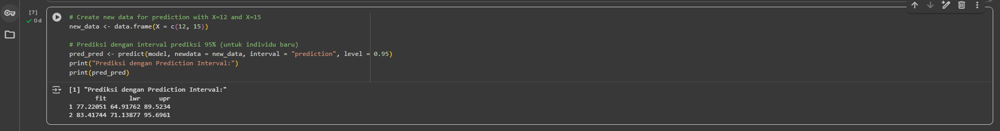 [7]
0 d
# Create new data for prediction with X=12 and X=15
new_data <- data.frame(X = c(12, 15))
# Prediksi dengan interval prediksi 95% (untuk individu baru)
pred_pred <- predict(model, newdata = new_data, interval = "prediction", level = 0.95)
print("Prediksi dengan Prediction Interval:")
print(pred_pred)
[1] "Prediksi dengan Prediction Interval:"
fit lwr upr
1 77.22051 64.91762 89.5234
2 83.41744 71.13877 95.6961